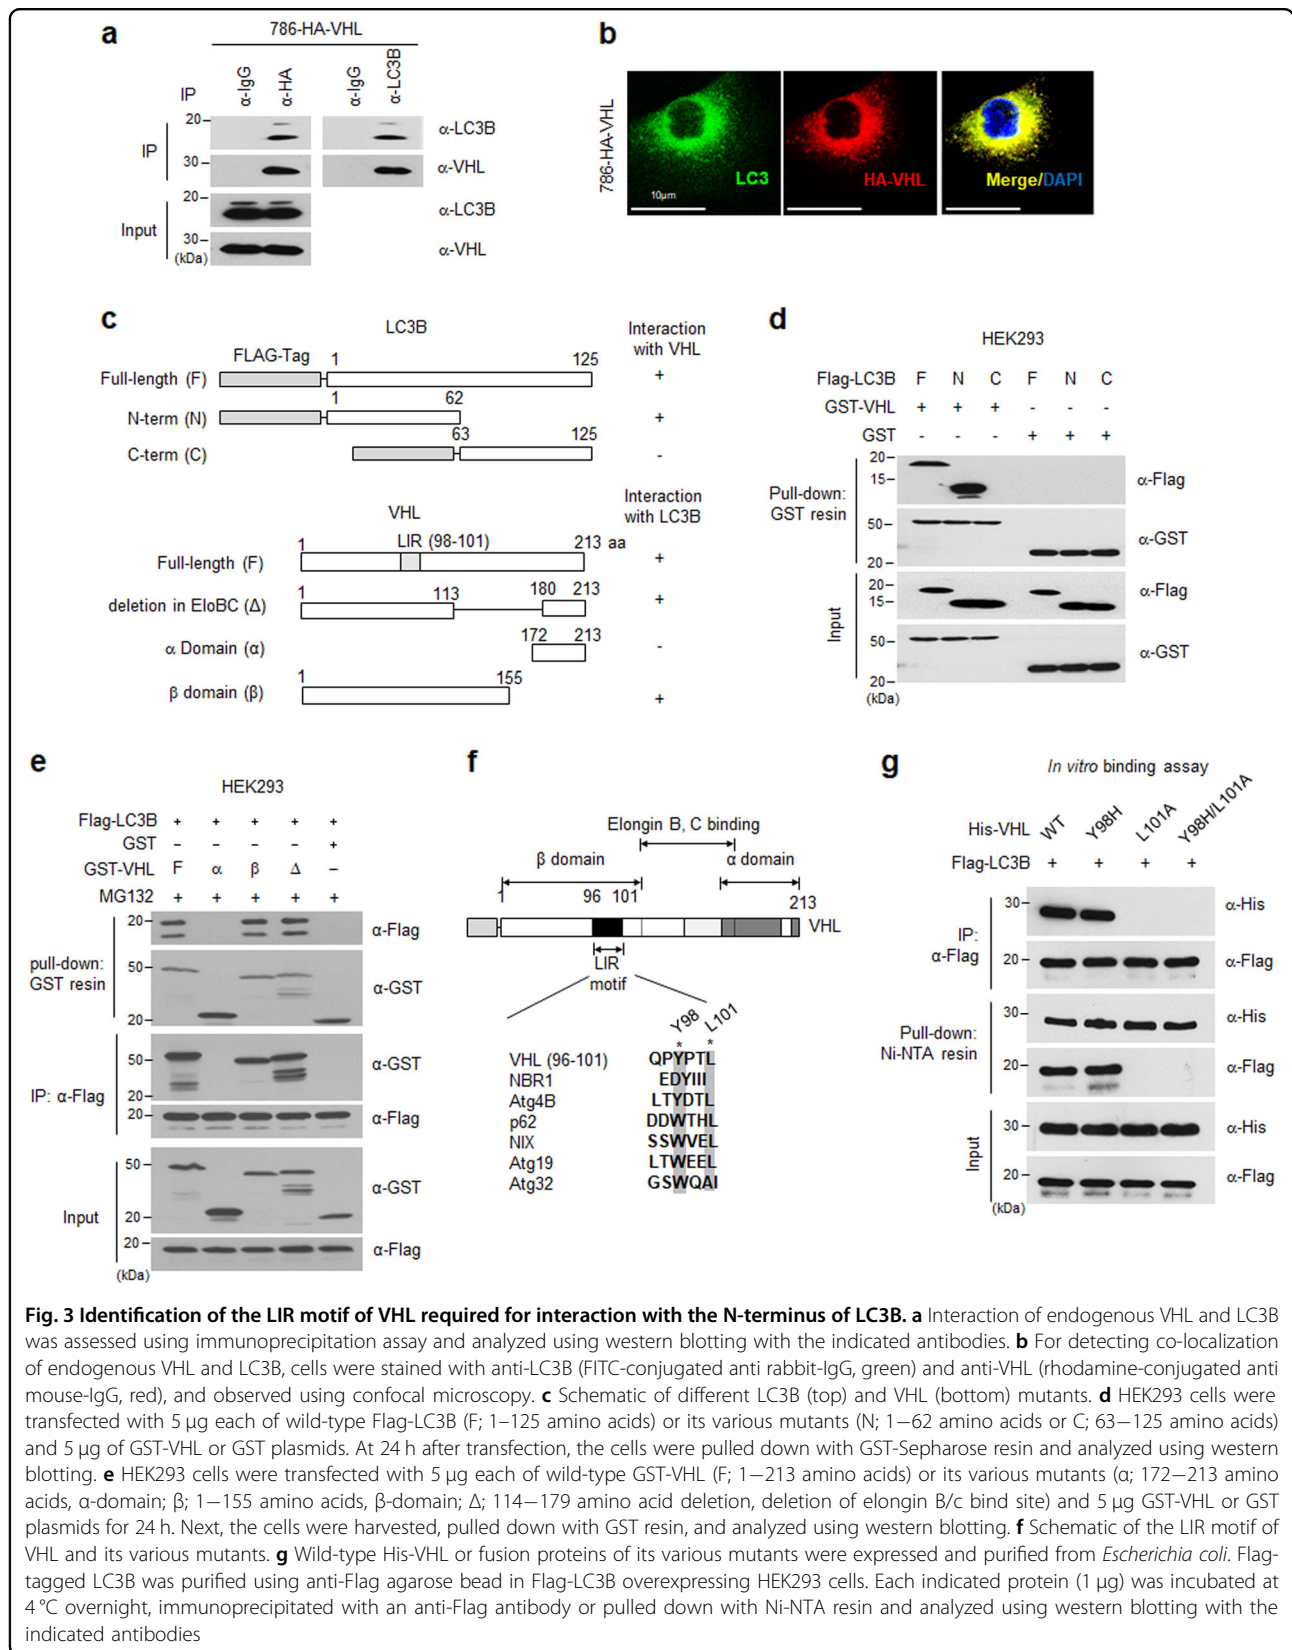 a
786-HA-VHL
IP α-IgG α-HA α-IgG α-LC3B
IP
20
α-LC3B
30
α-VHL
Input
20
α-LC3B
30
α-VHL
(kDa)
b
786-HA-VHL
LC3
10μm
HA-VHL
Merge/DAPI
c
LC3B
Interaction
with VHL
FLAG-Tag 1 125
Full-length (F) +
1 62
N-term (N) +
63 125
C-term (C) -
VHL
Interaction
with LC3B
1 LIR (98-101) 213 aa
Full-length (F) +
1 113 180 213
deletion in EloBC (Δ) +
172 213
α Domain (α) -
1 155
β domain (β) +
d
HEK293
Flag-LC3B F N C F N C
GST-VHL + + + - - -
GST - - - + + +
Pull-down:
GST resin
20
15
α-Flag
50
α-GST
20
Input
20
15
α-Flag
50
α-GST
20
(kDa)
e
HEK293
Flag-LC3B + + + + +
GST – – – – +
GST-VHL F α β Δ –
MG132 + + + + +
pull-down:
GST resin
20
α-Flag
50
α-GST
20
IP: α-Flag
50
α-GST
20
20
α-Flag
Input
50
α-GST
20
20
α-Flag
(kDa)
f
Elongin B, C binding
β domain α domain
1 96 101 213
VHL
LIR
motif
Y98 L101
* *
VHL (96-101) QPYPTL
NBR1 EDYIII
Atg4B LTYDTL
p62 DDWTHL
NIX SSWVEL
Atg19 LTWEEL
Atg32 GSWQAI
g
In vitro binding assay
His-VHL WT Y98H L101A Y98H/L101A
Flag-LC3B + + + +
IP:
α-Flag
30
α-His
20
α-Flag
Pull-down:
Ni-NTA resin
30
α-His
20
α-Flag
Input
30
α-His
20
α-Flag
(kDa)
Fig. 3 Identification of the LIR motif of VHL required for interaction with the N-terminus of LC3B. a Interaction of endogenous VHL and LC3B
was assessed using immunoprecipitation assay and analyzed using western blotting with the indicated antibodies. b For detecting co-localization
of endogenous VHL and LC3B, cells were stained with anti-LC3B (FITC-conjugated anti rabbit-IgG, green) and anti-VHL (rhodamine-conjugated anti
mouse-IgG, red), and observed using confocal microscopy. c Schematic of different LC3B (top) and VHL (bottom) mutants. d HEK293 cells were
transfected with 5 μg each of wild-type Flag-LC3B (F; 1–125 amino acids) or its various mutants (N; 1—62 amino acids or C; 63—125 amino acids)
and 5 μg of GST-VHL or GST plasmids. At 24 h after transfection, the cells were pulled down with GST-Sepharose resin and analyzed using western
blotting. e HEK293 cells were transfected with 5 μg each of wild-type GST-VHL (F; 1—213 amino acids) or its various mutants (α; 172—213 amino
acids, α-domain; β; 1—155 amino acids, β-domain; Δ; 114—179 amino acid deletion, deletion of elongin B/c bind site) and 5 μg GST-VHL or GST
plasmids for 24 h. Next, the cells were harvested, pulled down with GST resin, and analyzed using western blotting. f Schematic of the LIR motif of
VHL and its various mutants. g Wild-type His-VHL or fusion proteins of its various mutants were expressed and purified from Escherichia coli. Flag-
tagged LC3B was purified using anti-Flag agarose bead in Flag-LC3B overexpressing HEK293 cells. Each indicated protein (1 μg) was incubated at
4 °C overnight, immunoprecipitated with an anti-Flag antibody or pulled down with Ni-NTA resin and analyzed using western blotting with the
indicated antibodies